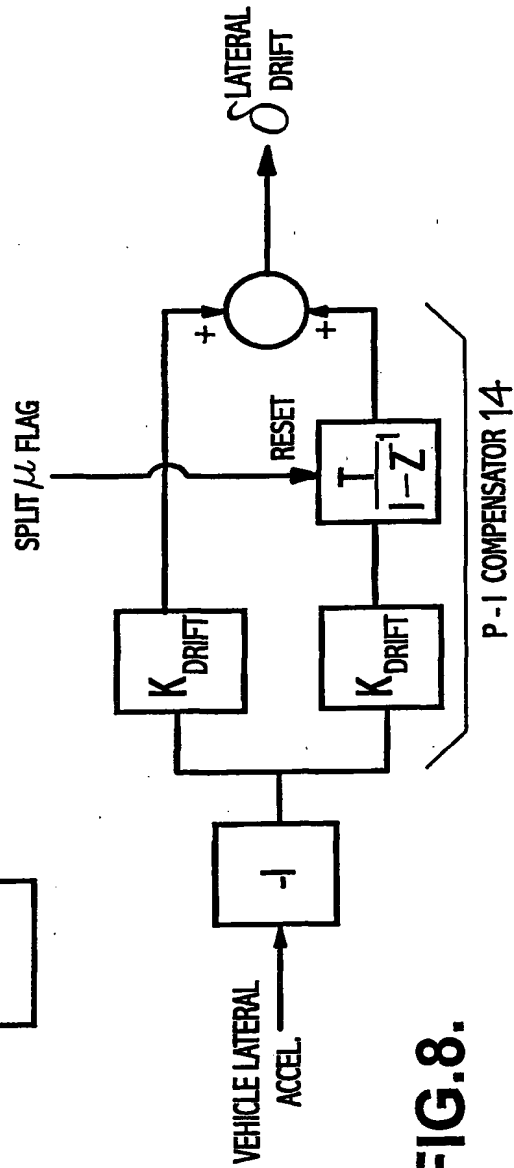 SPLIT μ FLAG
VEHICLE LATERAL
ACCEL.
-1
K DRIFT
K DRIFT
RESET
T
1-Z⁻¹
+
+
δ LATERAL
DRIFT
P-I COMPENSATOR 14
FIG.8.